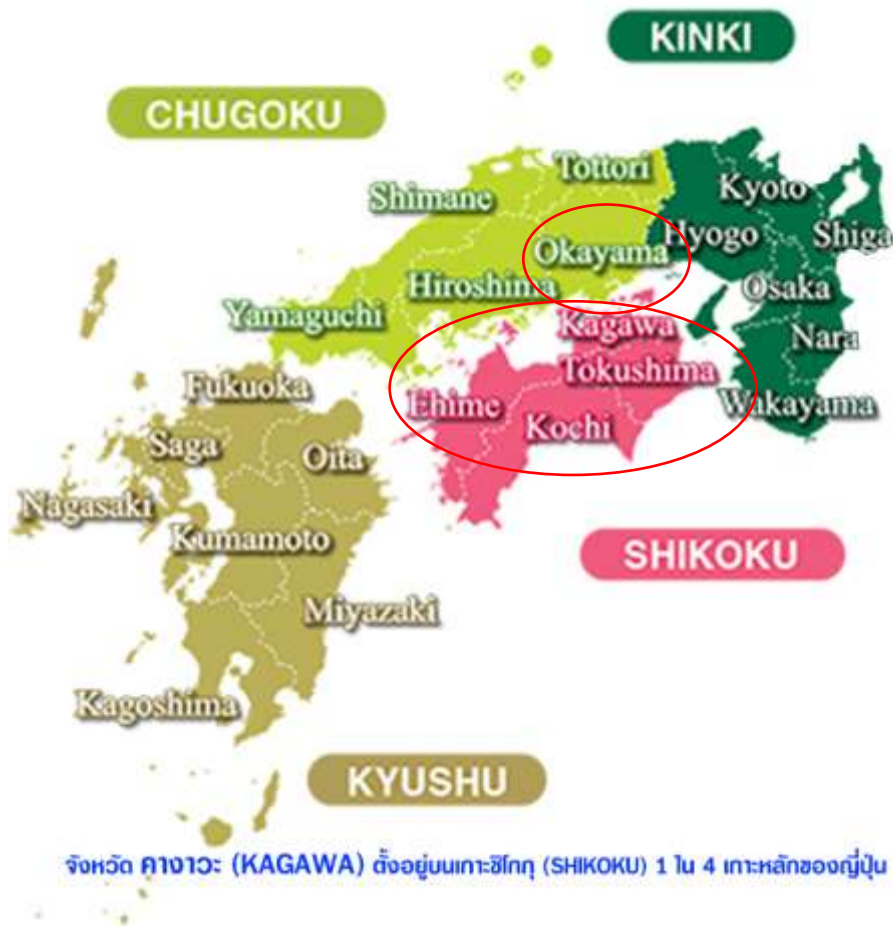 KINKI
CHUGOKU
Tottori
Shimane
Kyoto
Hyogo
Shiga
Okayama
Hiroshima
Osaka
Yamaguchi
Kagawa
Nara
Tokushima
Fukuoka
Ehime
Wakayama
Kochi
Saga
Oita
Nagasaki
Kumamoto
SHIKOKU
Miyazaki
Kagoshima
KYUSHU
จังหวัด คางาวะ (KAGAWA) ตั้งอยู่บนเกาะชิโกกุ (SHIKOKU) 1 ใน 4 เกาะหลักของญี่ปุ่น